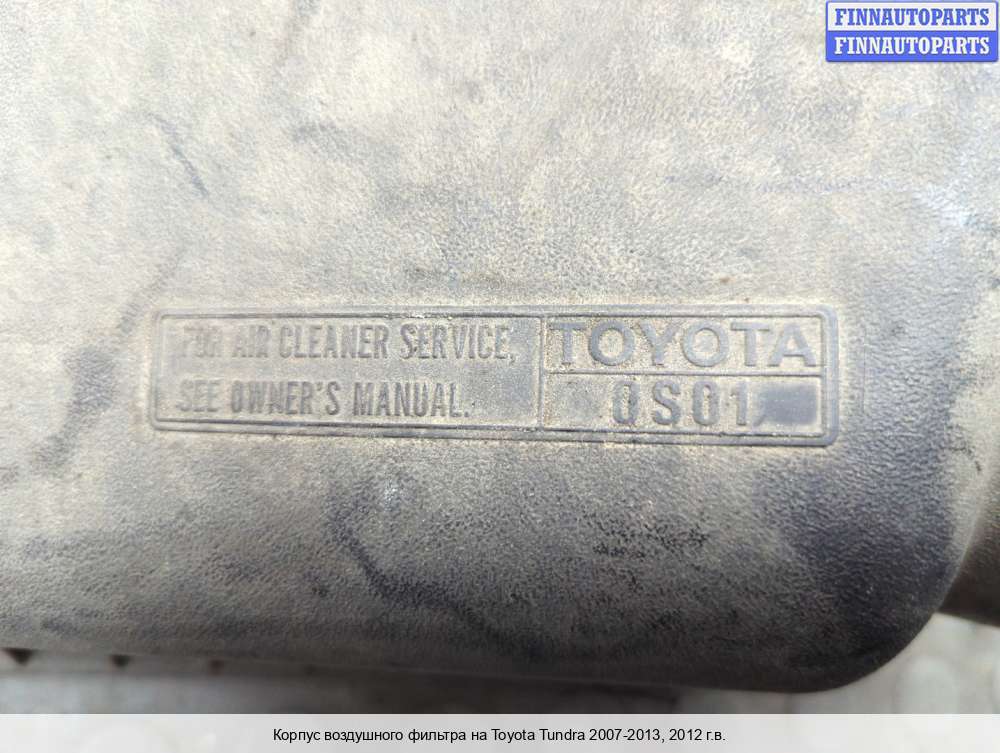 FINNAUTOPARTS
FINNAUTOPARTS
FOR AIR CLEANER SERVICE,
SEE OWNER'S MANUAL.
TOYOTA
0S01
Корпус воздушного фильтра на Toyota Tundra 2007-2013, 2012 г.в.